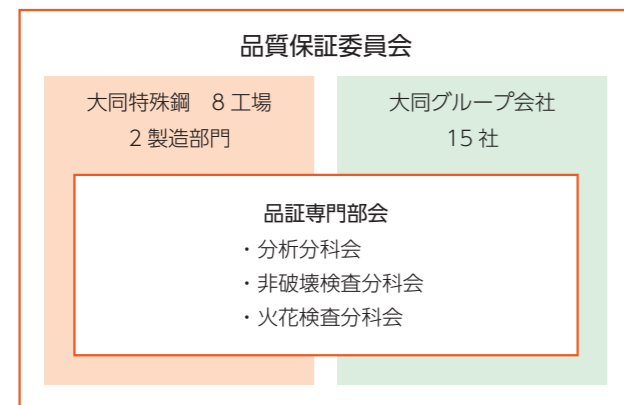 品質保証委員会
大同特殊鋼　8工場
2製造部門
大同グループ会社
15社
品証専門部会
・分析分科会
・非破壊検査分科会
・火花検査分科会